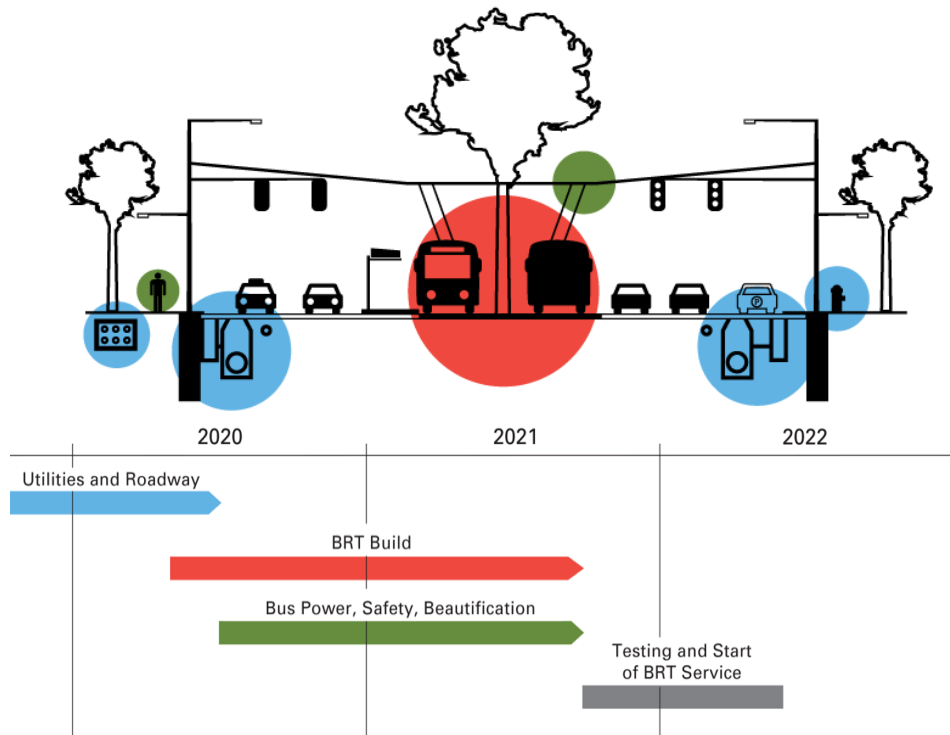 P
2020
2021
2022
Utilities and Roadway
BRT Build
Bus Power, Safety, Beautification
Testing and Start
of BRT Service